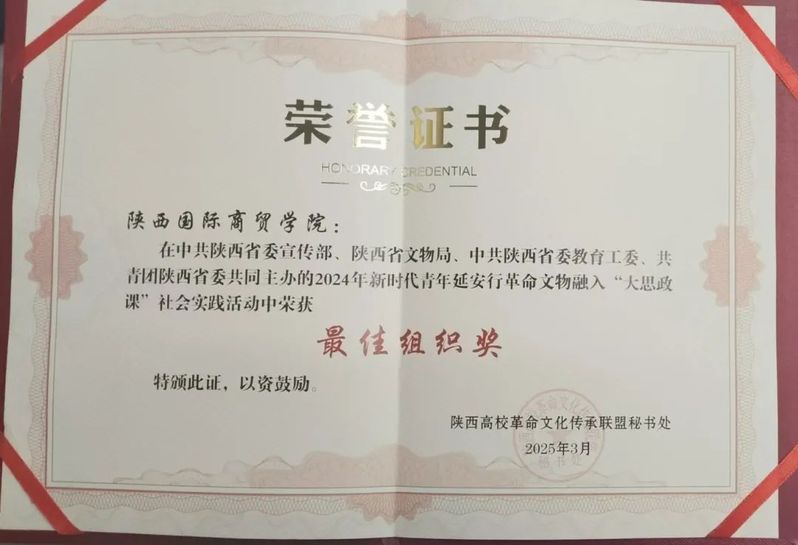 荣誉证书
HONORARY CREDENTIAL
陕西国际商贸学院：
在中共陕西省委宣传部、陕西省文物局、中共陕西省委教育工委、共
青团陕西省委共同主办的2024年新时代青年延安行革命文物融入“大思政
课”社会实践活动中荣获
最佳组织奖
特颁此证，以资鼓励。
陕西高校革命文化传承联盟秘书处
2025年3月
秘书处